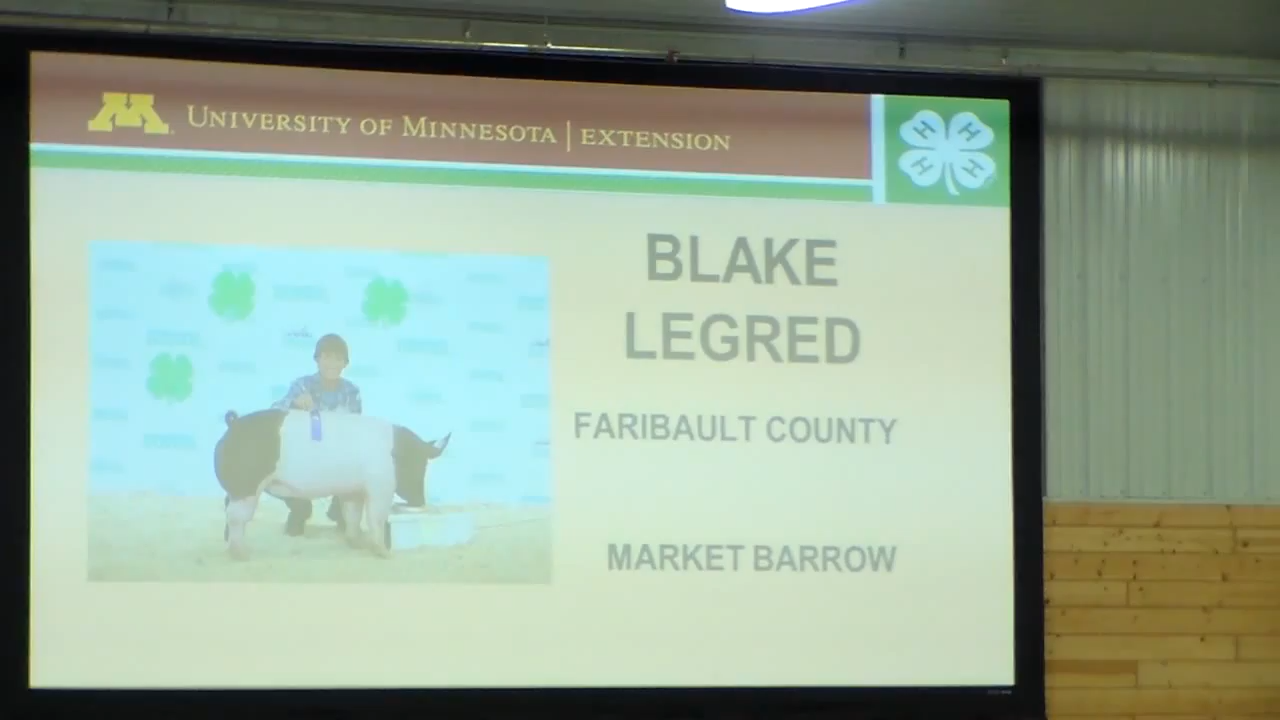 M
UNIVERSITY OF MINNESOTA | EXTENSION
H H
H H
BLAKE
LEGRED
FARIBAULT COUNTY
MARKET BARROW